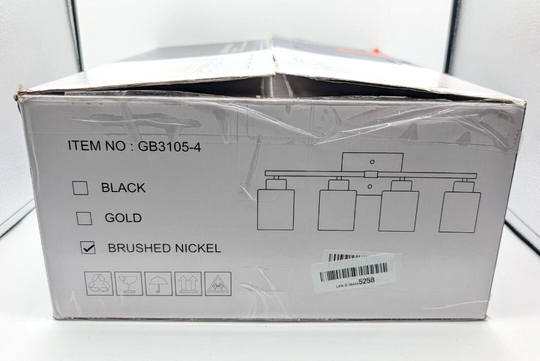 ITEM NO : GB3105-4
BLACK
GOLD
BRUSHED NICKEL
5258